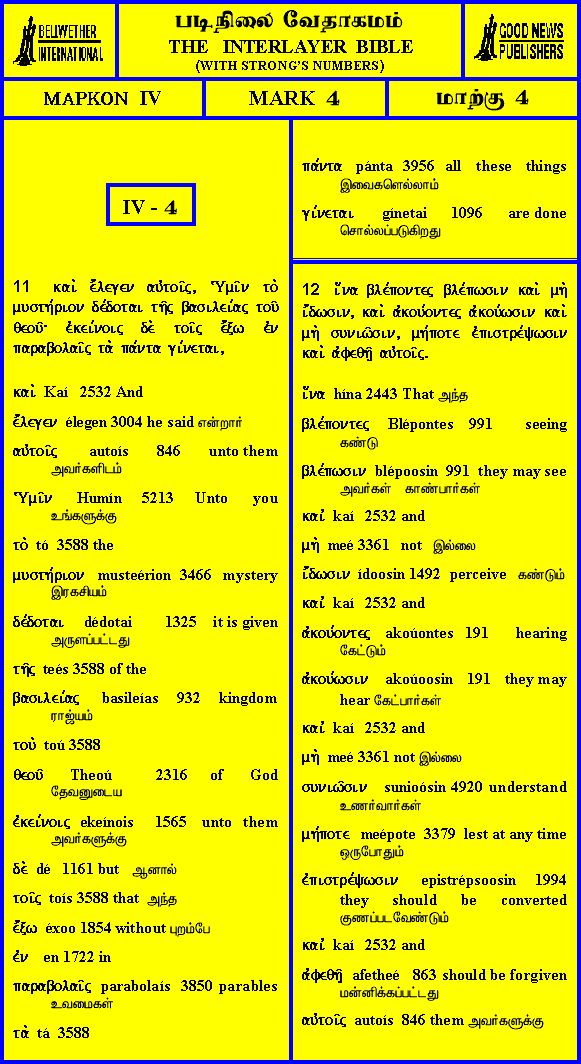 BELLWETHER
INTERNATIONAL
படிநிலை வேதாகமம்
THE INTERLAYER BIBLE
(WITH STRONG'S NUMBERS)
GOOD NEWS
PUBLISHERS
ΜΑΡΚΟΝ IV
MARK 4
மாற்கு 4
IV - 4
11 καὶ ἔλεγεν αὐτοῖς, Ὑμῖν τὸ
μυστήριον δέδοται τῆς βασιλείας τοῦ
θεοῦ· ἐκείνοις δὲ τοῖς ἔξω ἐν
παραβολαῖς τὰ πάντα γίνεται,
καὶ Kaí 2532 And
ἔλεγεν élegen 3004 he said என்றார்
αὐτοῖς autoís 846 unto them
அவர்களிடம்
Ὑμῖν Humín 5213 Unto you
உங்களுக்கு
τὸ tó 3588 the
μυστήριον musteérion 3466 mystery
இரகசியம்
δέδοται dédotai 1325 it is given
அருளப்பட்டது
τῆς teés 3588 of the
βασιλείας basileías 932 kingdom
ராஜ்யம்
τοὺ toú 3588
θεοῦ Theoú 2316 of God
தேவனுடைய
ἐκείνοις ekeínois 1565 unto them
அவர்களுக்கு
δὲ dé 1161 but ஆனால்
τοῖς toís 3588 that அந்த
ἔξω éxoo 1854 without புறம்பே
ἐν en 1722 in
παραβολαῖς parabolaís 3850 parables
உவமைகள்
τὰ tá 3588
πάντα pánta 3956 all these things
இவைகளெல்லாம்
γίνεται gínetai 1096 are done
சொல்லப்படுகிறது
12 ἵνα βλέποντες βλέπωσιν καὶ μὴ
ἴδωσιν, καὶ ἀκούοντες ἀκούωσιν καὶ
μὴ συνιῶσιν, μήποτε ἐπιστρέψωσιν
καὶ ἀφεθῇ αὐτοῖς.
ἵνα hína 2443 That அந்த
βλέποντες Blépontes 991 seeing
கண்டு
βλέπωσιν blépoosin 991 they may see
அவர்கள் காண்பார்கள்
καἰ kaí 2532 and
μὴ meé 3361 not இல்லை
ἴδωσιν ídoosin 1492 perceive கண்டும்
καἰ kaí 2532 and
ἀκούοντες akoúontes 191 hearing
கேட்டும்
ἀκούωσιν akoúoosin 191 they may
hear கேட்பார்கள்
καἰ kaí 2532 and
μὴ meé 3361 not இல்லை
συνιῶσιν sunioósin 4920 understand
உணர்வார்கள்
μήποτε meépote 3379 lest at any time
ஒருபோதும்
ἐπιστρέψωσιν epistrépsoosin 1994
they should be converted
குணப்படவேண்டும்
καἰ kaí 2532 and
ἀφεθῇ afetheé 863 should be forgiven
மன்னிக்கப்பட்டது
αὐτοῖς autoís 846 them அவர்களுக்கு